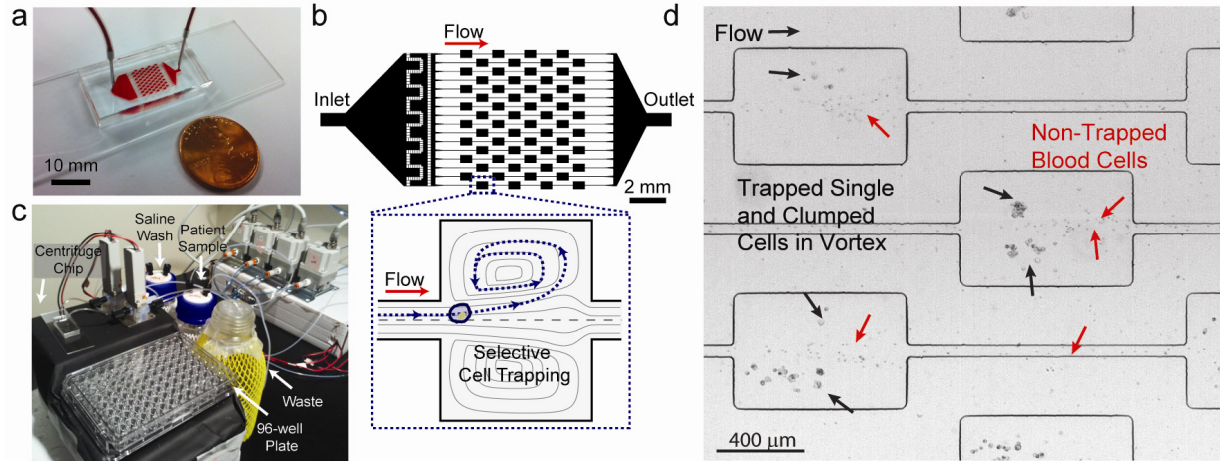 a
10 mm
b
Flow
Inlet
Outlet
2 mm
Flow
Selective
Cell Trapping
c
Saline
Wash
Patient
Sample
Centrifuge
Chip
Waste
96-well
Plate
d
Flow
Non-Trapped
Blood Cells
Trapped Single
and Clumped
Cells in Vortex
400 μm